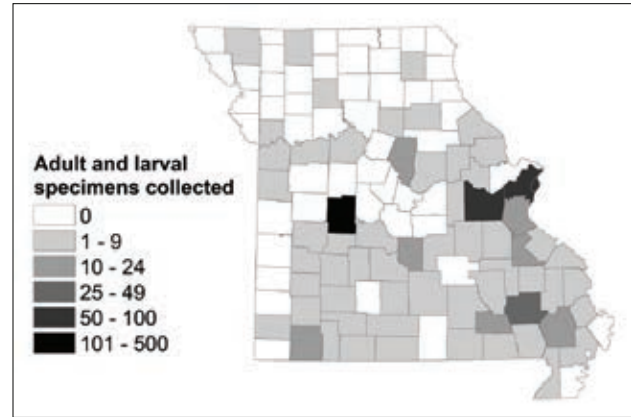 Adult and larval
specimens collected
0
1 - 9
10 - 24
25 - 49
50 - 100
101 - 500